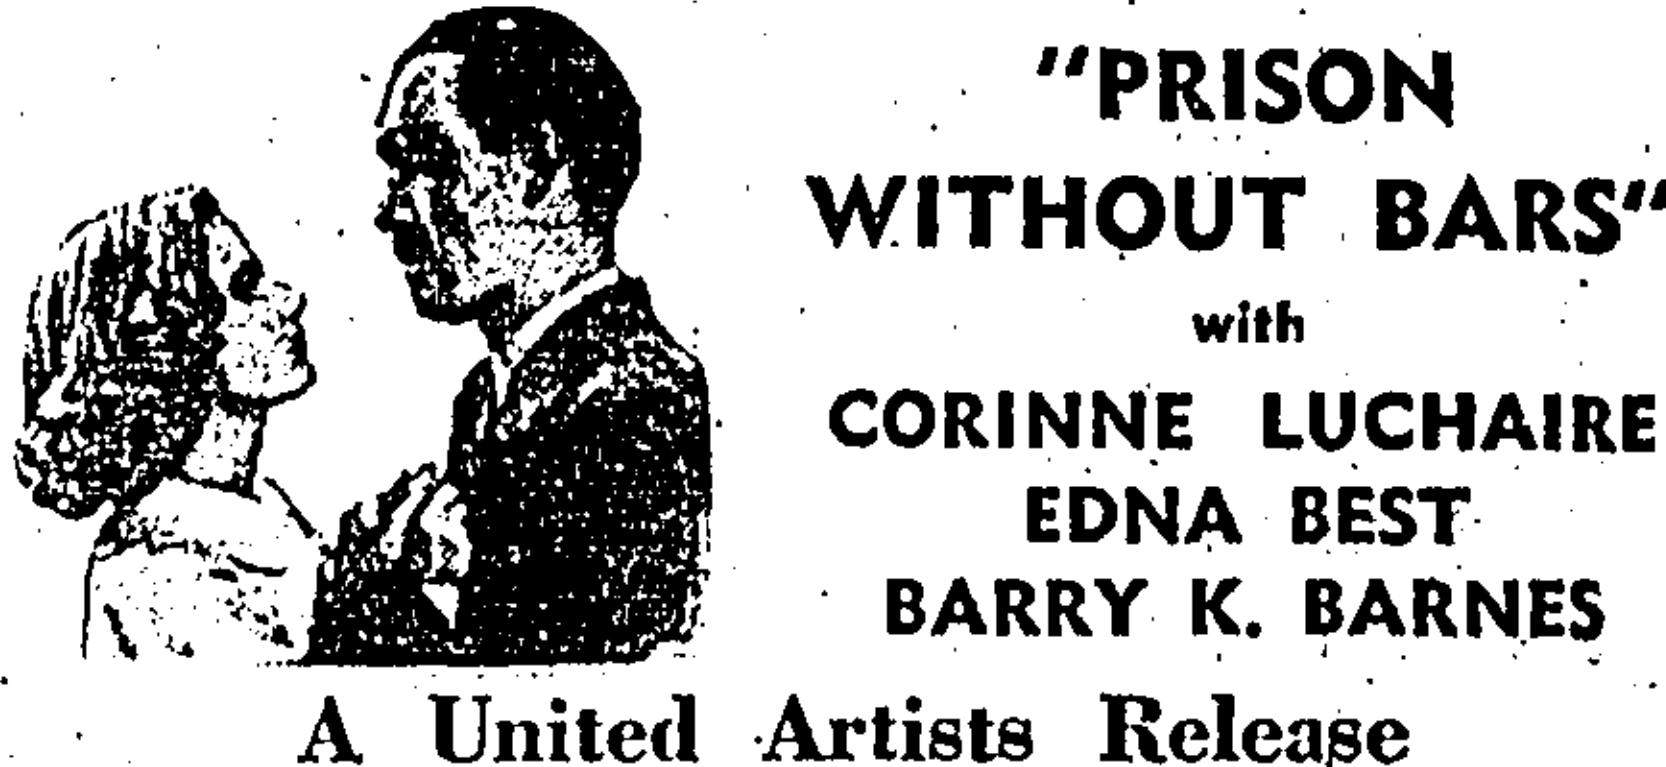 "PRISON
WITHOUT BARS"
with
CORINNE LUCHAIRE
EDNA BEST
BARRY K. BARNES
A United Artists Release